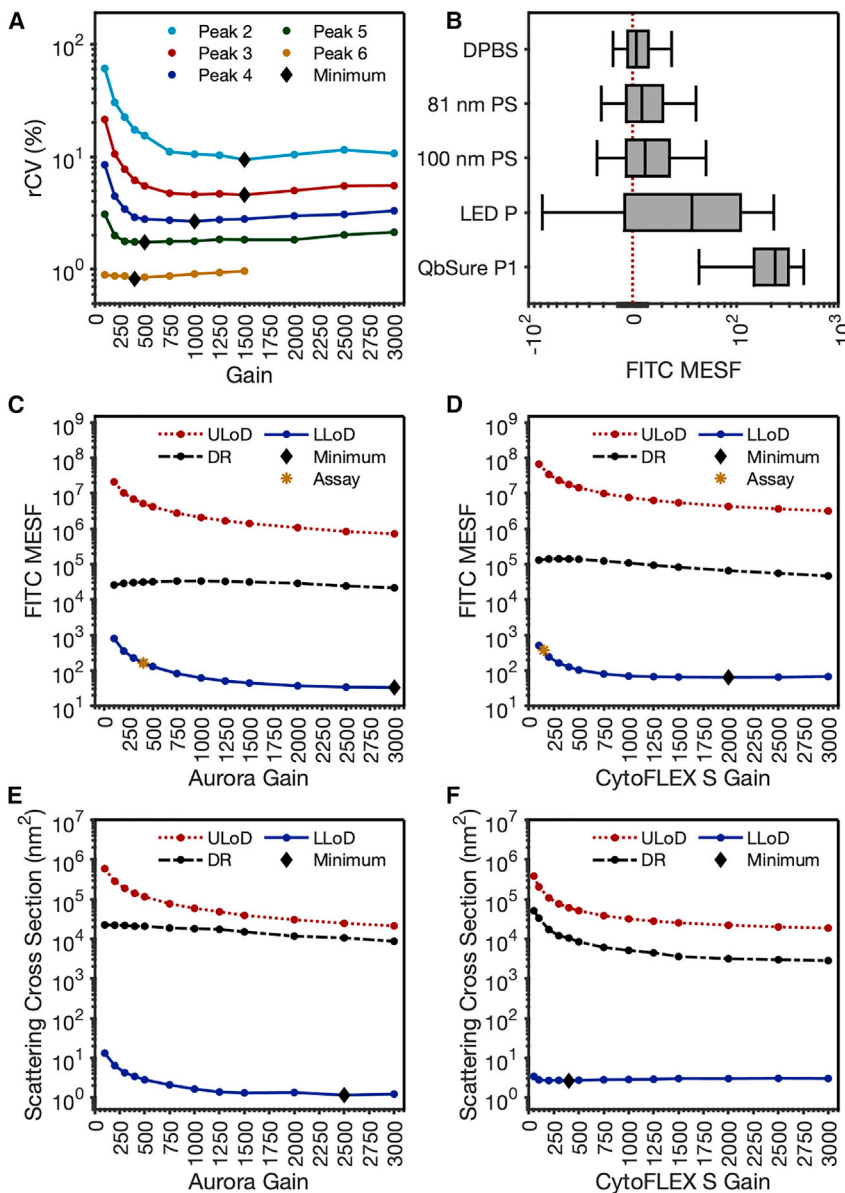 A
Peak 2
Peak 5
Peak 3
Peak 6
Peak 4
Minimum
rCV (%)
10²
10¹
10⁰
0
250
500
750
1000
1250
1500
1750
2000
2250
2500
2750
3000
Gain
B
DPBS
81 nm PS
100 nm PS
LED P
QbSure P1
-10²
0
10²
10³
FITC MESF
C
ULoD
LLoD
DR
Minimum
Assay
FITC MESF
10⁹
10⁸
10⁷
10⁶
10⁵
10⁴
10³
10²
10¹
0
250
500
750
1000
1250
1500
1750
2000
2250
2500
2750
3000
Aurora Gain
D
ULoD
LLoD
DR
Minimum
Assay
FITC MESF
10⁹
10⁸
10⁷
10⁶
10⁵
10⁴
10³
10²
10¹
0
250
500
750
1000
1250
1500
1750
2000
2250
2500
2750
3000
CytoFLEX S Gain
E
ULoD
LLoD
DR
Minimum
Scattering Cross Section (nm²)
10⁷
10⁶
10⁵
10⁴
10³
10²
10¹
10⁰
0
250
500
750
1000
1250
1500
1750
2000
2250
2500
2750
3000
Aurora Gain
F
ULoD
LLoD
DR
Minimum
Scattering Cross Section (nm²)
10⁷
10⁶
10⁵
10⁴
10³
10²
10¹
10⁰
0
250
500
750
1000
1250
1500
1750
2000
2250
2500
2750
3000
CytoFLEX S Gain